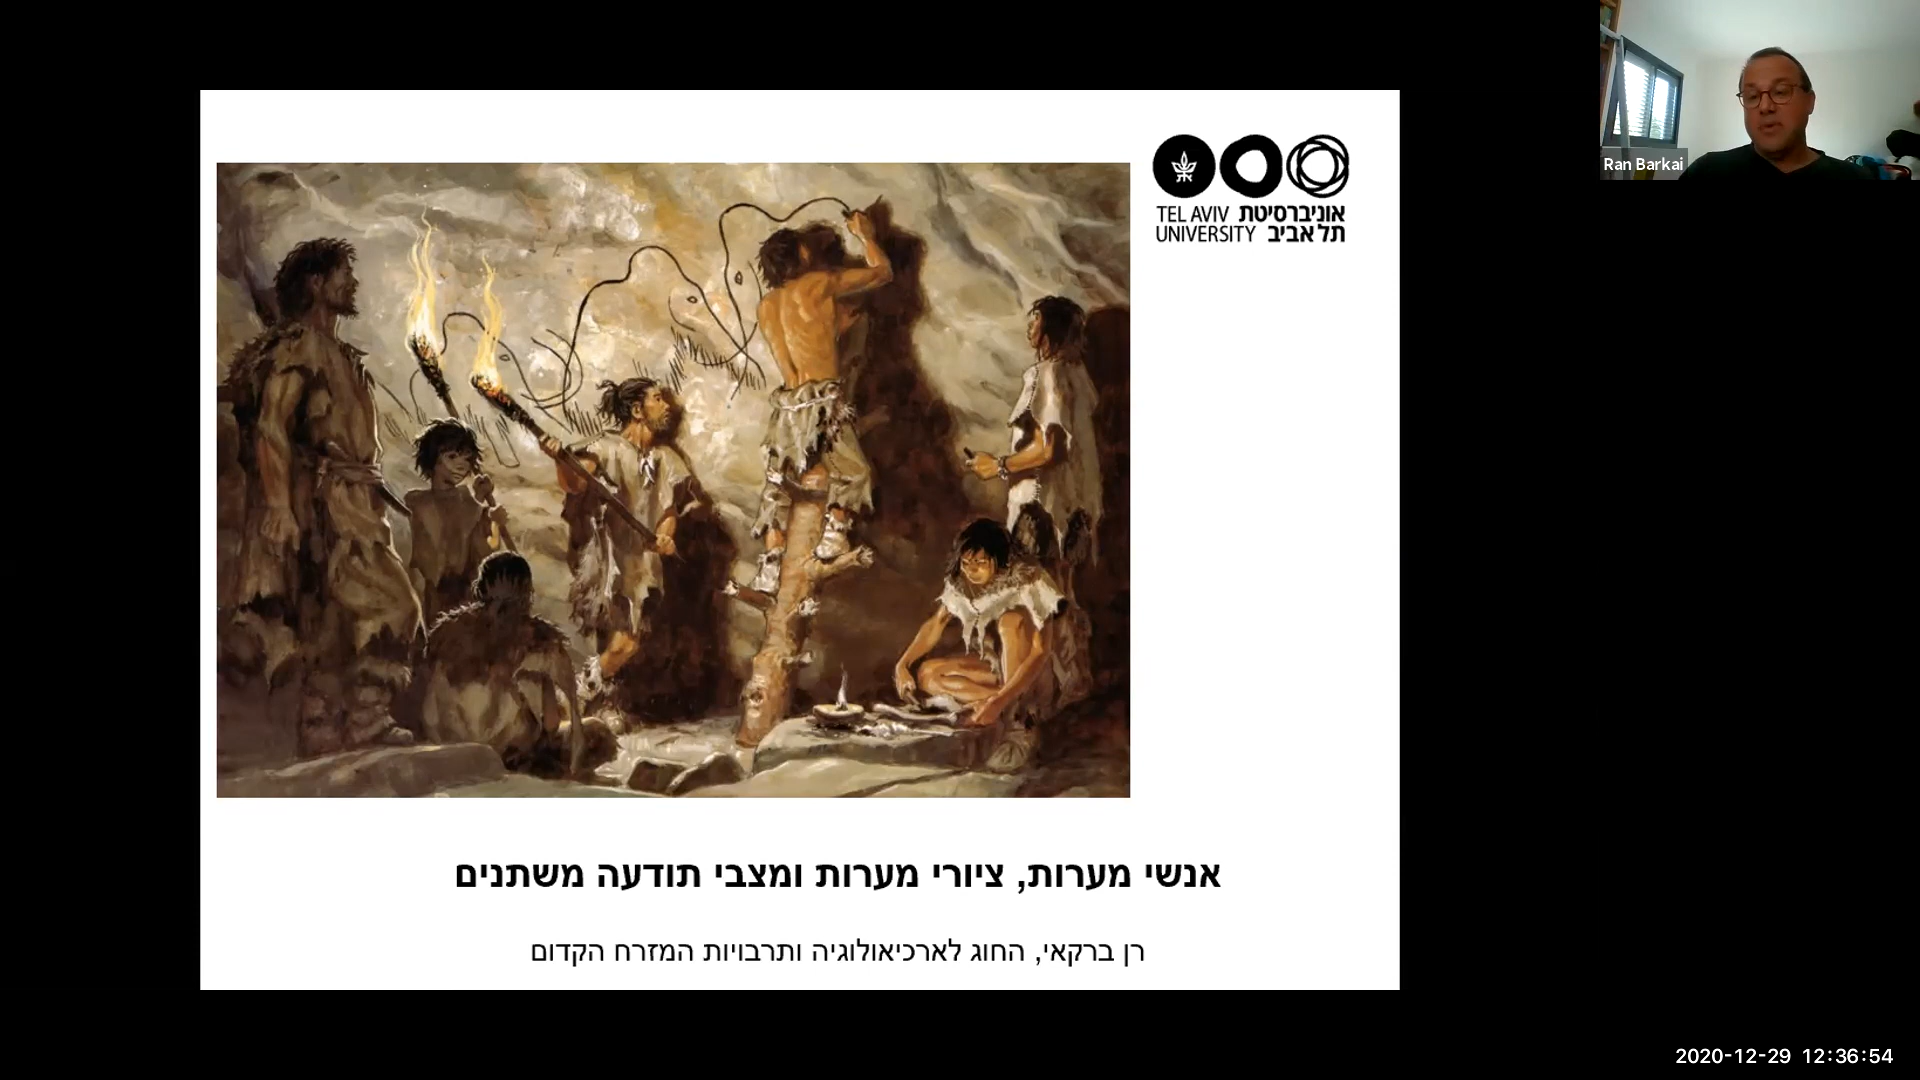 Ran Barkai
TEL AVIV אוניברסיטת
UNIVERSITY תל אביב
אנשי מערות, ציורי מערות ומצבי תודעה משתנים
רן ברקאי, החוג לארכיאולוגיה ותרבויות המזרח הקדום
2020-12-29 12:36:54